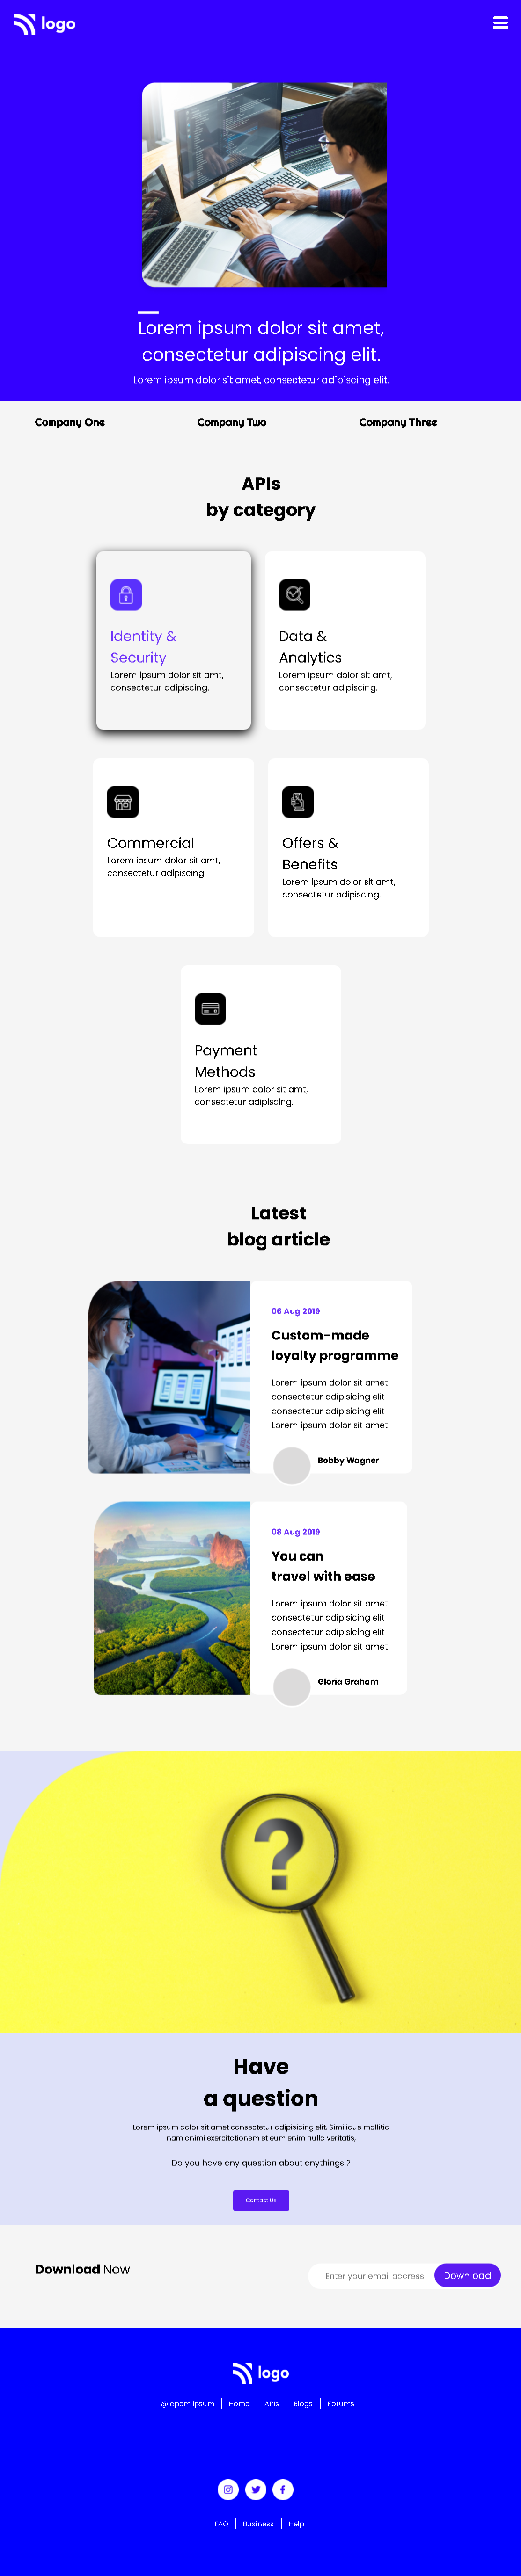 logo
Lorem ipsum dolor sit amet,
consectetur adipiscing elit.
Lorem ipsum dolor sit amet, consectetur adipiscing elit.
Company One
Company Two
Company Three
APIs
by category
Identity &
Security
Lorem ipsum dolor sit amt,
consectetur adipiscing.
Data &
Analytics
Lorem ipsum dolor sit amt,
consectetur adipiscing.
Commercial
Lorem ipsum dolor sit amt,
consectetur adipiscing.
Offers &
Benefits
Lorem ipsum dolor sit amt,
consectetur adipiscing.
Payment
Methods
Lorem ipsum dolor sit amt,
consectetur adipiscing.
Latest
blog article
06 Aug 2019
Custom-made
loyalty programme
Lorem ipsum dolor sit amet
consectetur adipisicing elit
consectetur adipisicing elit
Lorem ipsum dolor sit amet
Bobby Wagner
08 Aug 2019
You can
travel with ease
Lorem ipsum dolor sit amet
consectetur adipisicing elit
consectetur adipisicing elit
Lorem ipsum dolor sit amet
Gloria Graham
?
Have
a question
Lorem ipsum dolor sit amet consectetur adipisicing elit. Similique mollitia
nam animi exercitationem et eum enim nulla veritatis,
Do you have any question about anythings ?
Contact Us
Download Now
Enter your email address
Download
logo
@lopem ipsum
Home
APIs
Blogs
Forums
FAQ
Business
Help